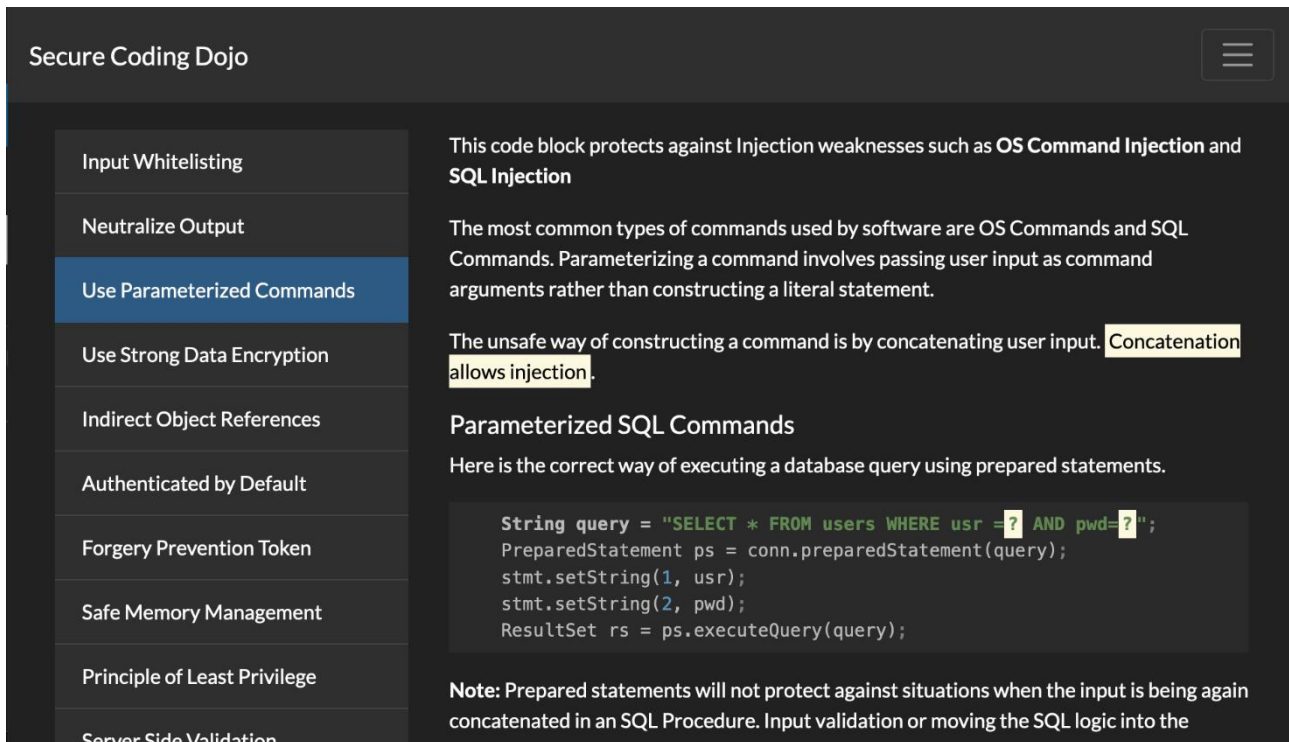 Secure Coding Dojo
Input Whitelisting
Neutralize Output
Use Parameterized Commands
Use Strong Data Encryption
Indirect Object References
Authenticated by Default
Forgery Prevention Token
Safe Memory Management
Principle of Least Privilege
Server Side Validation
This code block protects against Injection weaknesses such as OS Command Injection and
SQL Injection
The most common types of commands used by software are OS Commands and SQL
Commands. Parameterizing a command involves passing user input as command
arguments rather than constructing a literal statement.
The unsafe way of constructing a command is by concatenating user input. Concatenation
allows injection.
Parameterized SQL Commands
Here is the correct way of executing a database query using prepared statements.
String query = "SELECT * FROM users WHERE usr =? AND pwd=?";
PreparedStatement ps = conn.preparedStatement(query);
stmt.setString(1, usr);
stmt.setString(2, pwd);
ResultSet rs = ps.executeQuery(query);
Note: Prepared statements will not protect against situations when the input is being again
concatenated in an SQL Procedure. Input validation or moving the SQL logic into the